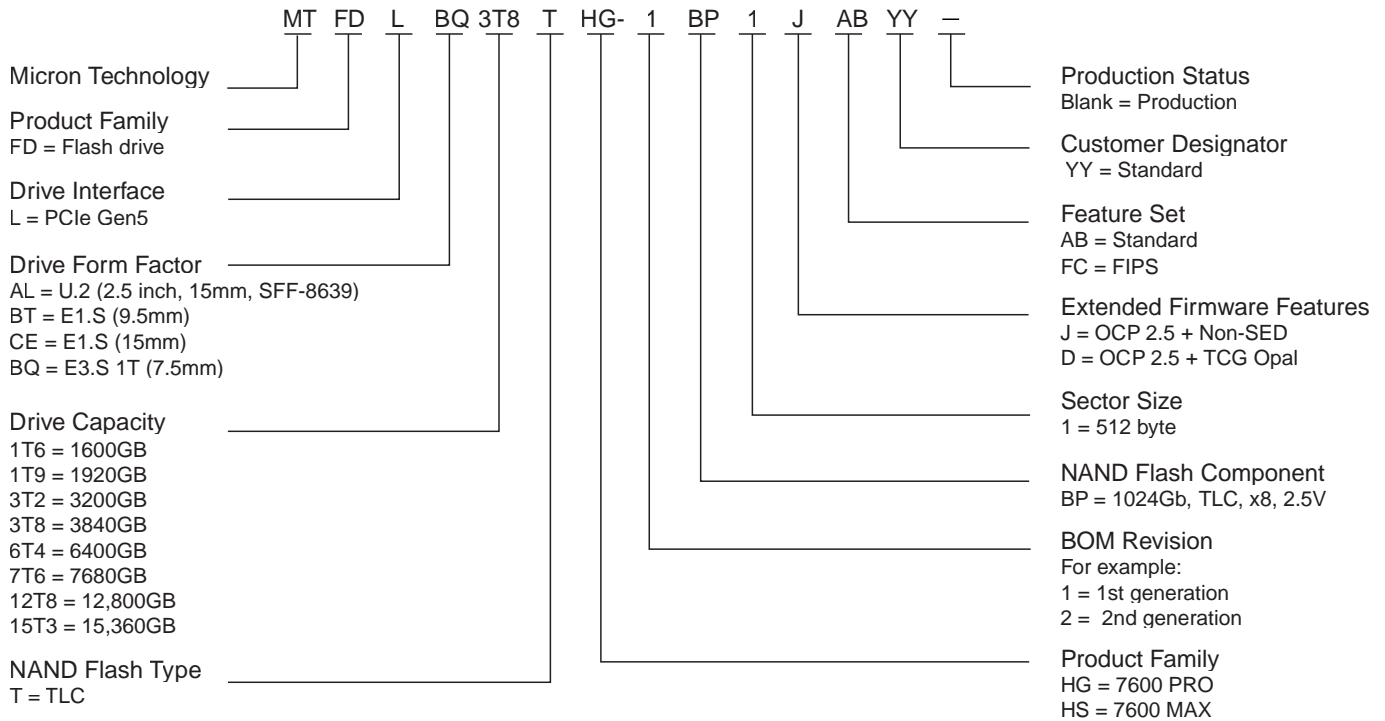 MT FD L BQ 3T8 T HG- 1 BP 1 J AB YY –
Micron Technology
Product Family
FD = Flash drive
Drive Interface
L = PCIe Gen5
Drive Form Factor
AL = U.2 (2.5 inch, 15mm, SFF-8639)
BT = E1.S (9.5mm)
CE = E1.S (15mm)
BQ = E3.S 1T (7.5mm)
Drive Capacity
1T6 = 1600GB
1T9 = 1920GB
3T2 = 3200GB
3T8 = 3840GB
6T4 = 6400GB
7T6 = 7680GB
12T8 = 12,800GB
15T3 = 15,360GB
NAND Flash Type
T = TLC
Production Status
Blank = Production
Customer Designator
YY = Standard
Feature Set
AB = Standard
FC = FIPS
Extended Firmware Features
J = OCP 2.5 + Non-SED
D = OCP 2.5 + TCG Opal
Sector Size
1 = 512 byte
NAND Flash Component
BP = 1024Gb, TLC, x8, 2.5V
BOM Revision
For example:
1 = 1st generation
2 = 2nd generation
Product Family
HG = 7600 PRO
HS = 7600 MAX